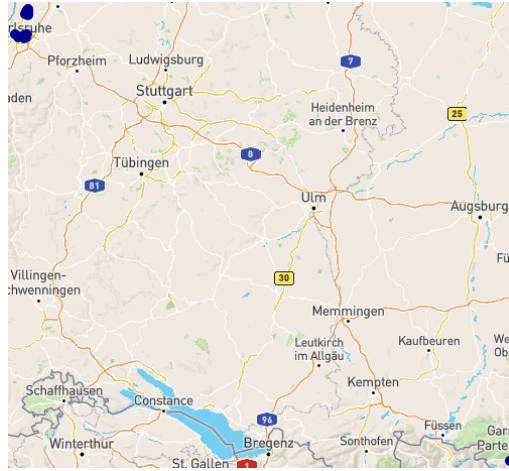 rlsruhe
Pforzheim
Ludwigsburg
7
aden
Stuttgart
Heidenheim
an der Brenz
25
8
Tübingen
81
Ulm
Augsburg
Fü
Villingen-
chwenningen
30
Memmingen
Leutkirch
im Allgäu
Kaufbeuren
We
Ob
Schaffhausen
Kempten
Constance
96
Füssen
Gar
Parte
Winterthur
Bregenz
Sonthofen
St. Gallen
1